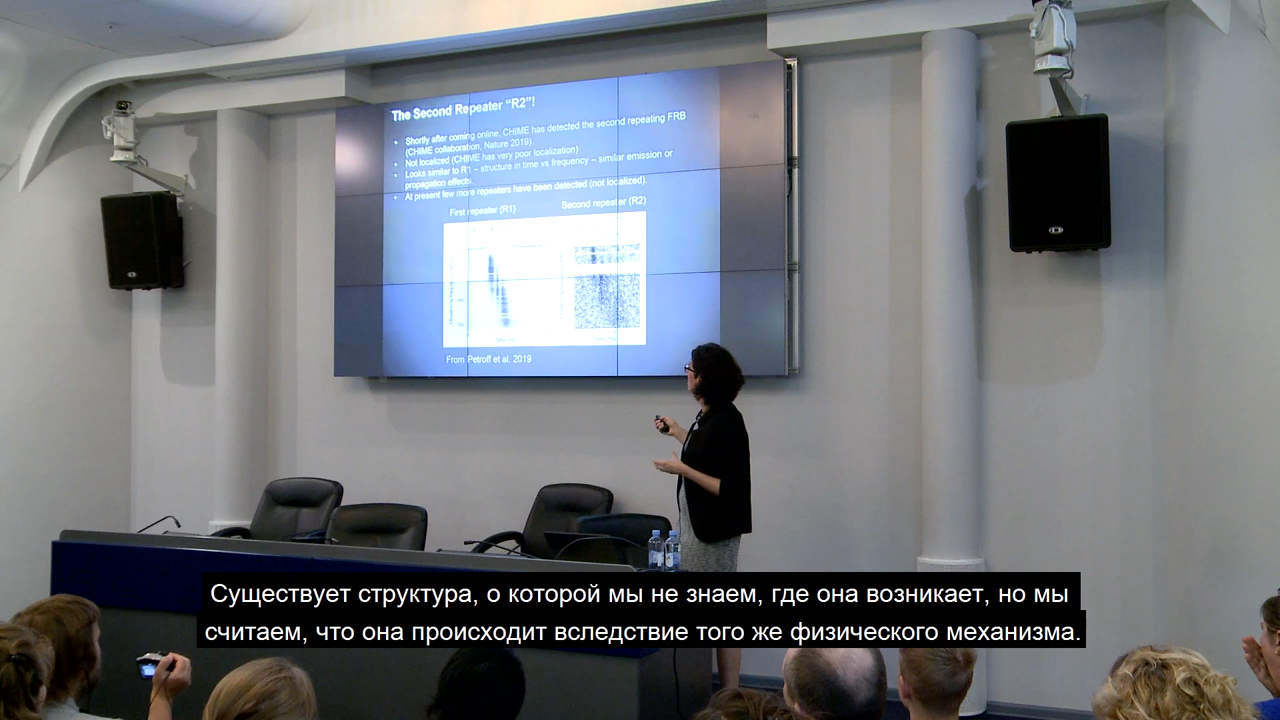 The Second Repeater “R2”!
• Shortly after coming online, CHIME has detected the second repeating FRB
(CHIME collaboration, Nature 2019).
• Not localized (CHIME has very poor localization)
• Looks similar to R1 – structure in time vs frequency – similar emission or
propagation effects.
• At present few more repeaters have been detected (not localized).
First repeater (R1)
Second repeater (R2)
From Petroff et al. 2019
Существует структура, о которой мы не знаем, где она возникает, но мы
считаем, что она происходит вследствие того же физического механизма.